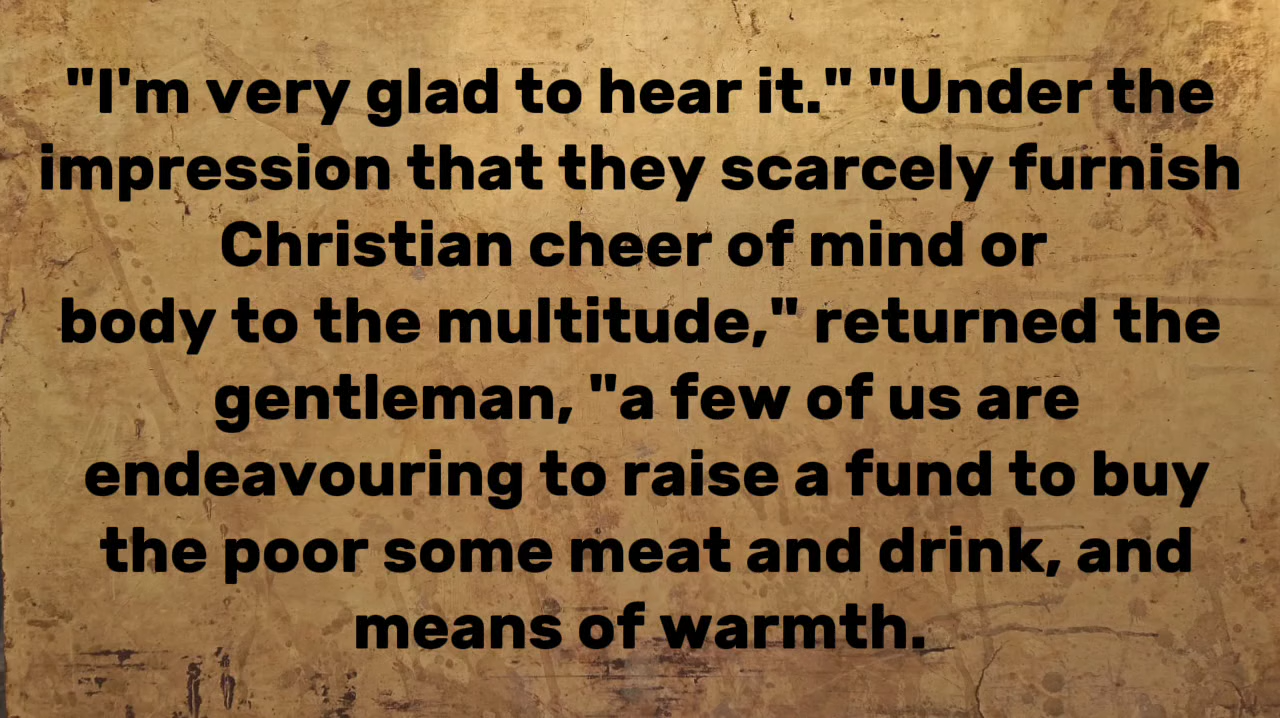 "I'm very glad to hear it." "Under the
impression that they scarcely furnish
Christian cheer of mind or
body to the multitude," returned the
gentleman, "a few of us are
endeavouring to raise a fund to buy
the poor some meat and drink, and
means of warmth.